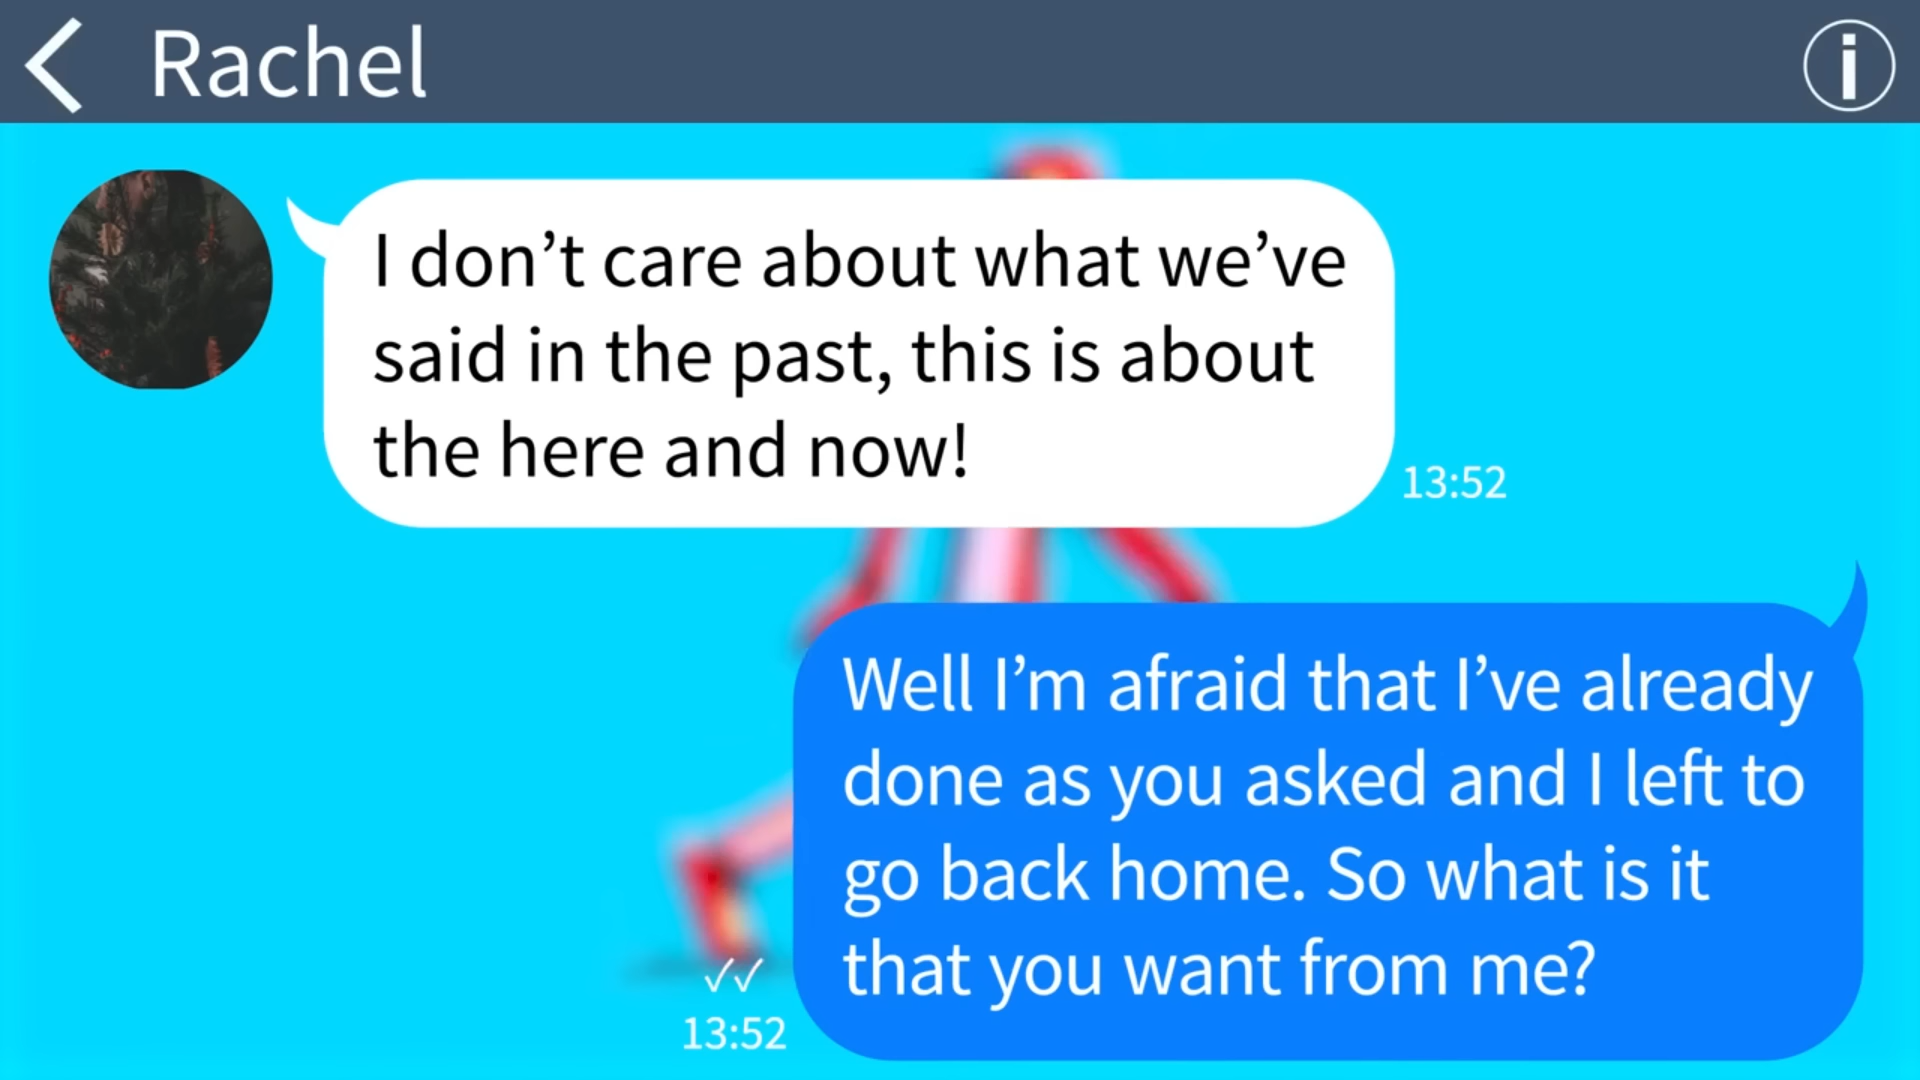 Rachel
I don’t care about what we’ve
said in the past, this is about
the here and now!
13:52
Well I’m afraid that I’ve already
done as you asked and I left to
go back home. So what is it
that you want from me?
13:52